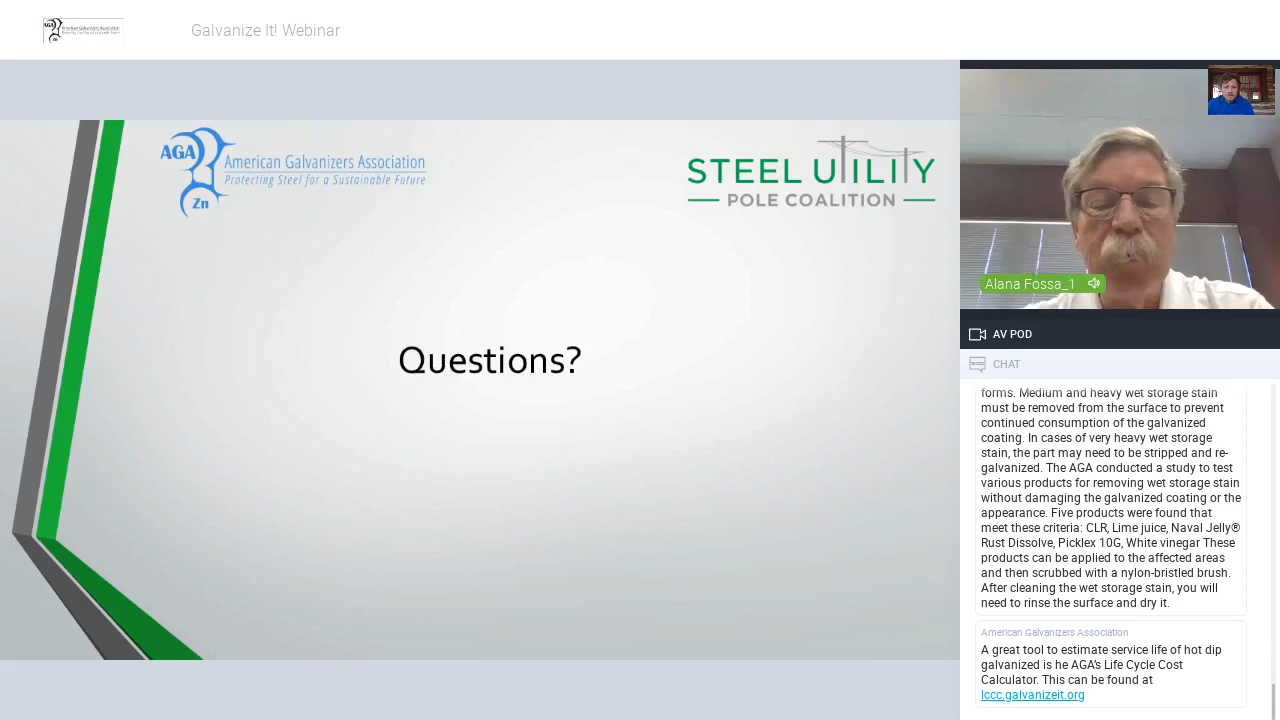 AGA
American Galvanizers Association
Zn
Galvanize It! Webinar
AGA
American Galvanizers Association
Protecting Steel for a Sustainable Future
Zn
STEEL UTILITY
POLE COALITION
Questions?
Alana Fossa_1
AV POD
CHAT
forms. Medium and heavy wet storage stain
must be removed from the surface to prevent
continued consumption of the galvanized
coating. In cases of very heavy wet storage
stain, the part may need to be stripped and re-
galvanized. The AGA conducted a study to test
various products for removing wet storage stain
without damaging the galvanized coating or the
appearance. Five products were found that
meet these criteria: CLR, Lime juice, Naval Jelly®
Rust Dissolve, Picklex 10G, White vinegar These
products can be applied to the affected areas
and then scrubbed with a nylon-bristled brush.
After cleaning the wet storage stain, you will
need to rinse the surface and dry it.
American Galvanizers Association
A great tool to estimate service life of hot dip
galvanized is he AGA's Life Cycle Cost
Calculator. This can be found at
lccc.galvanizeit.org